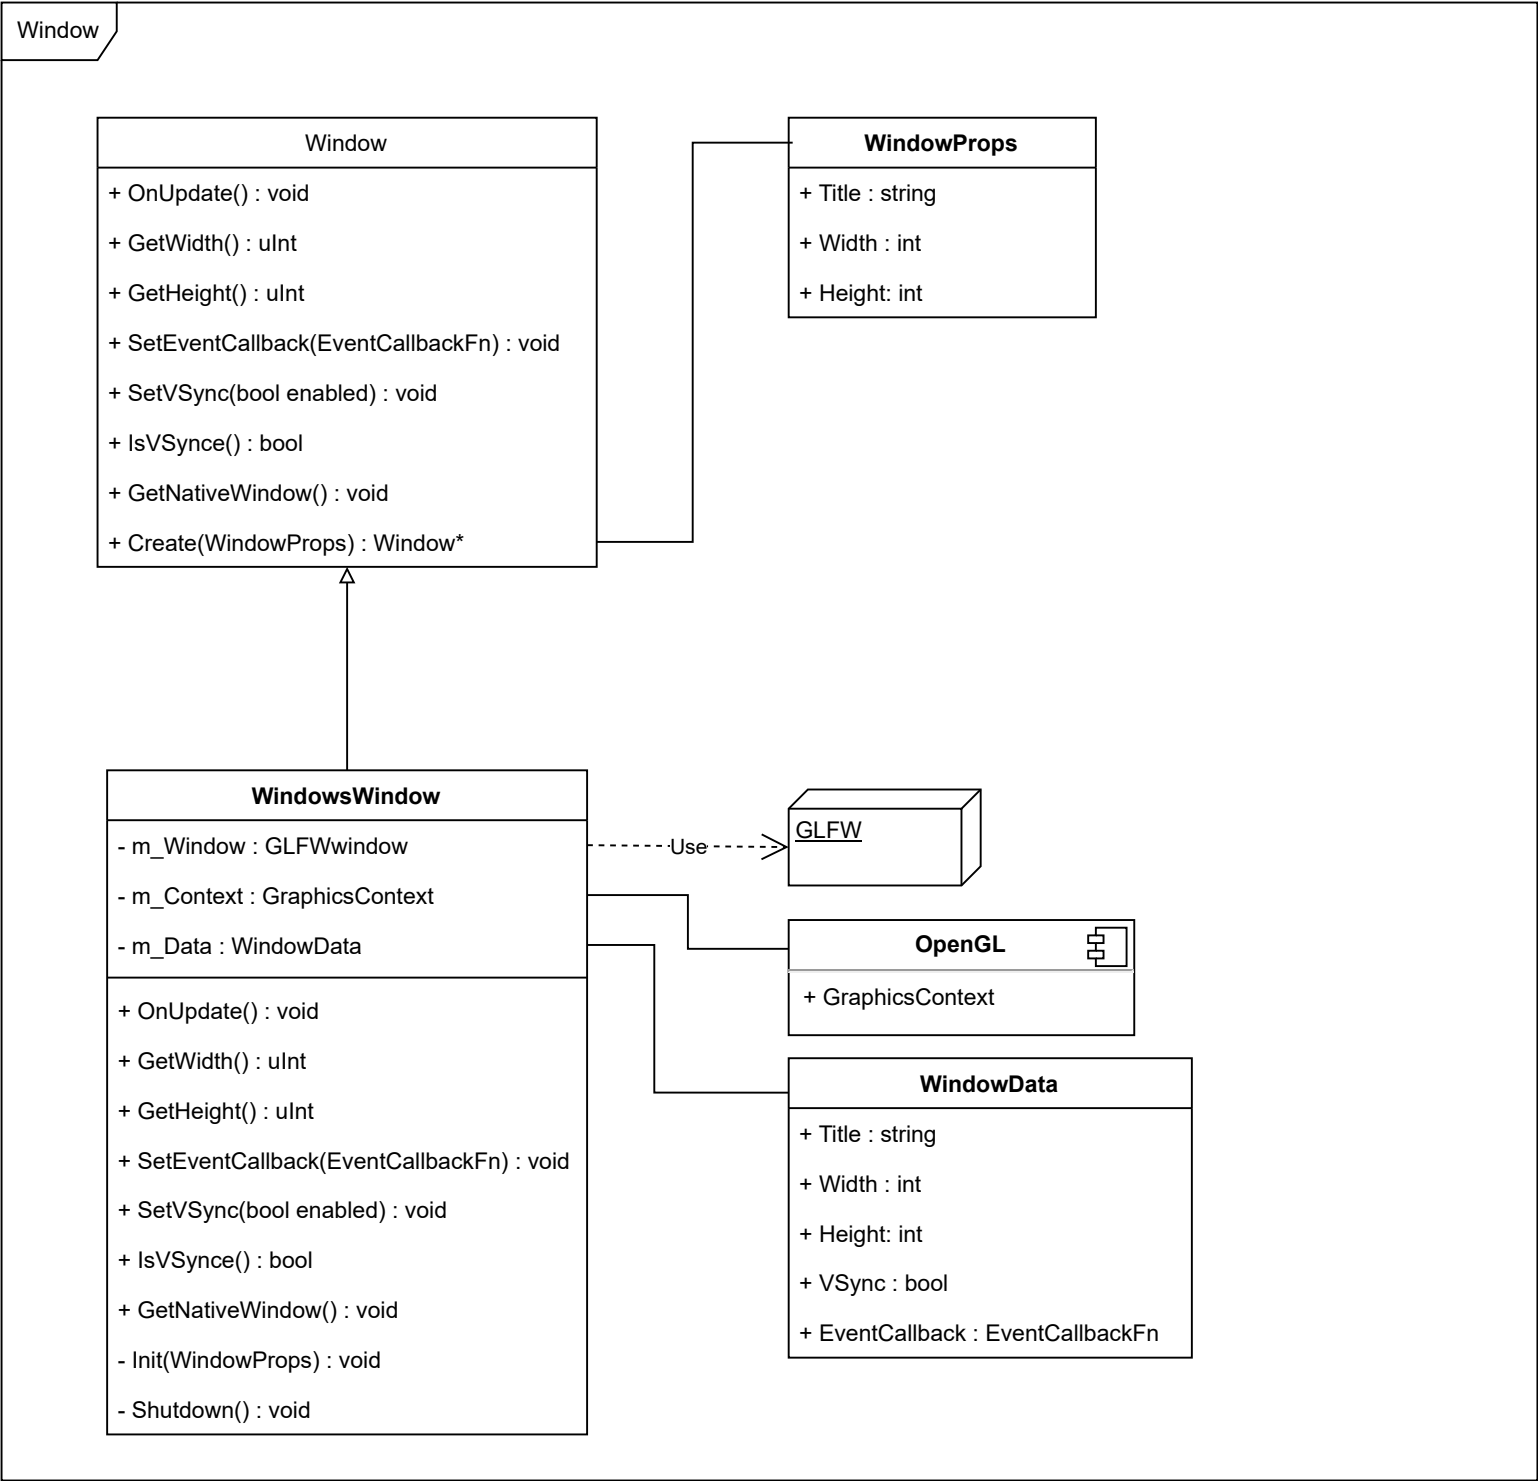 Window
Window
+ OnUpdate() : void
+ GetWidth() : uInt
+ GetHeight() : uInt
+ SetEventCallback(EventCallbackFn) : void
+ SetVSync(bool enabled) : void
+ IsVSynce() : bool
+ GetNativeWindow() : void
+ Create(WindowProps) : Window*
WindowProps
+ Title : string
+ Width : int
+ Height: int
WindowsWindow
- m_Window : GLFWwindow
- m_Context : GraphicsContext
- m_Data : WindowData
+ OnUpdate() : void
+ GetWidth() : uInt
+ GetHeight() : uInt
+ SetEventCallback(EventCallbackFn) : void
+ SetVSync(bool enabled) : void
+ IsVSynce() : bool
+ GetNativeWindow() : void
- Init(WindowProps) : void
- Shutdown() : void
Use
GLFW
OpenGL
+ GraphicsContext
WindowData
+ Title : string
+ Width : int
+ Height: int
+ VSync : bool
+ EventCallback : EventCallbackFn